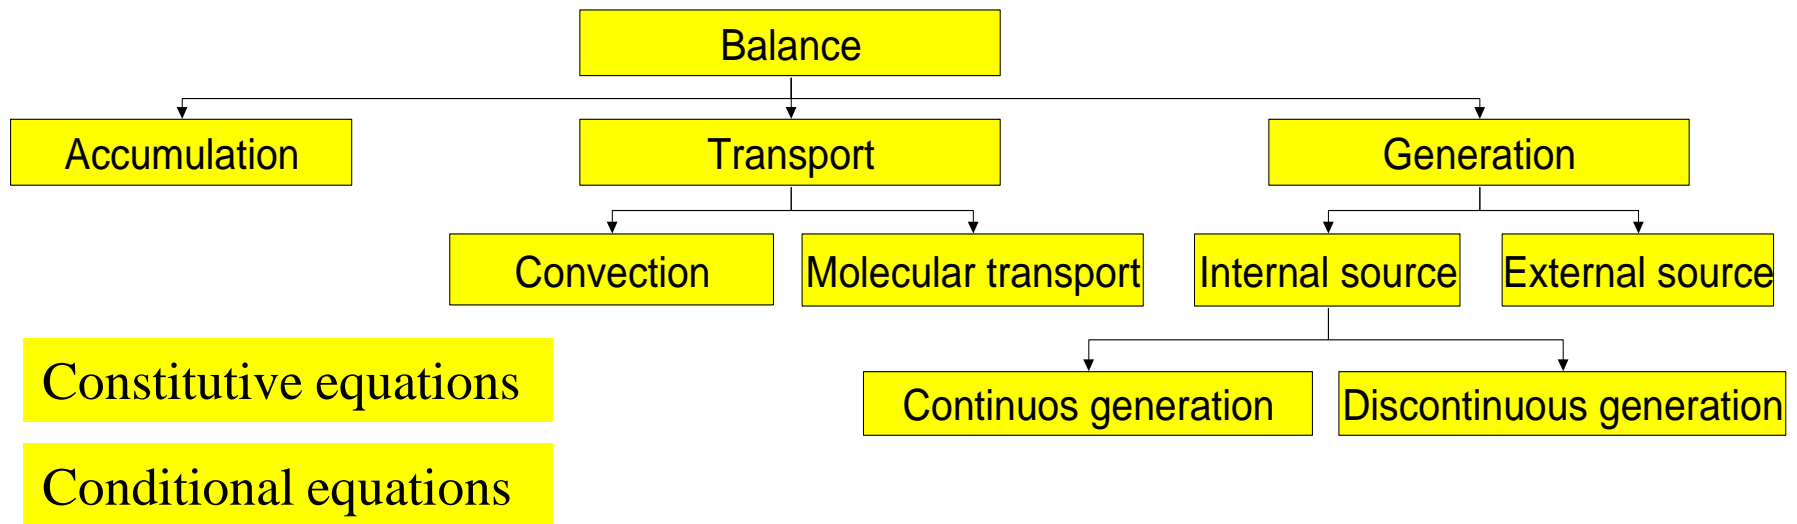 Balance
Accumulation
Transport
Generation
Convection
Molecular transport
Internal source
External source
Constitutive equations
Continuos generation
Discontinuous generation
Conditional equations